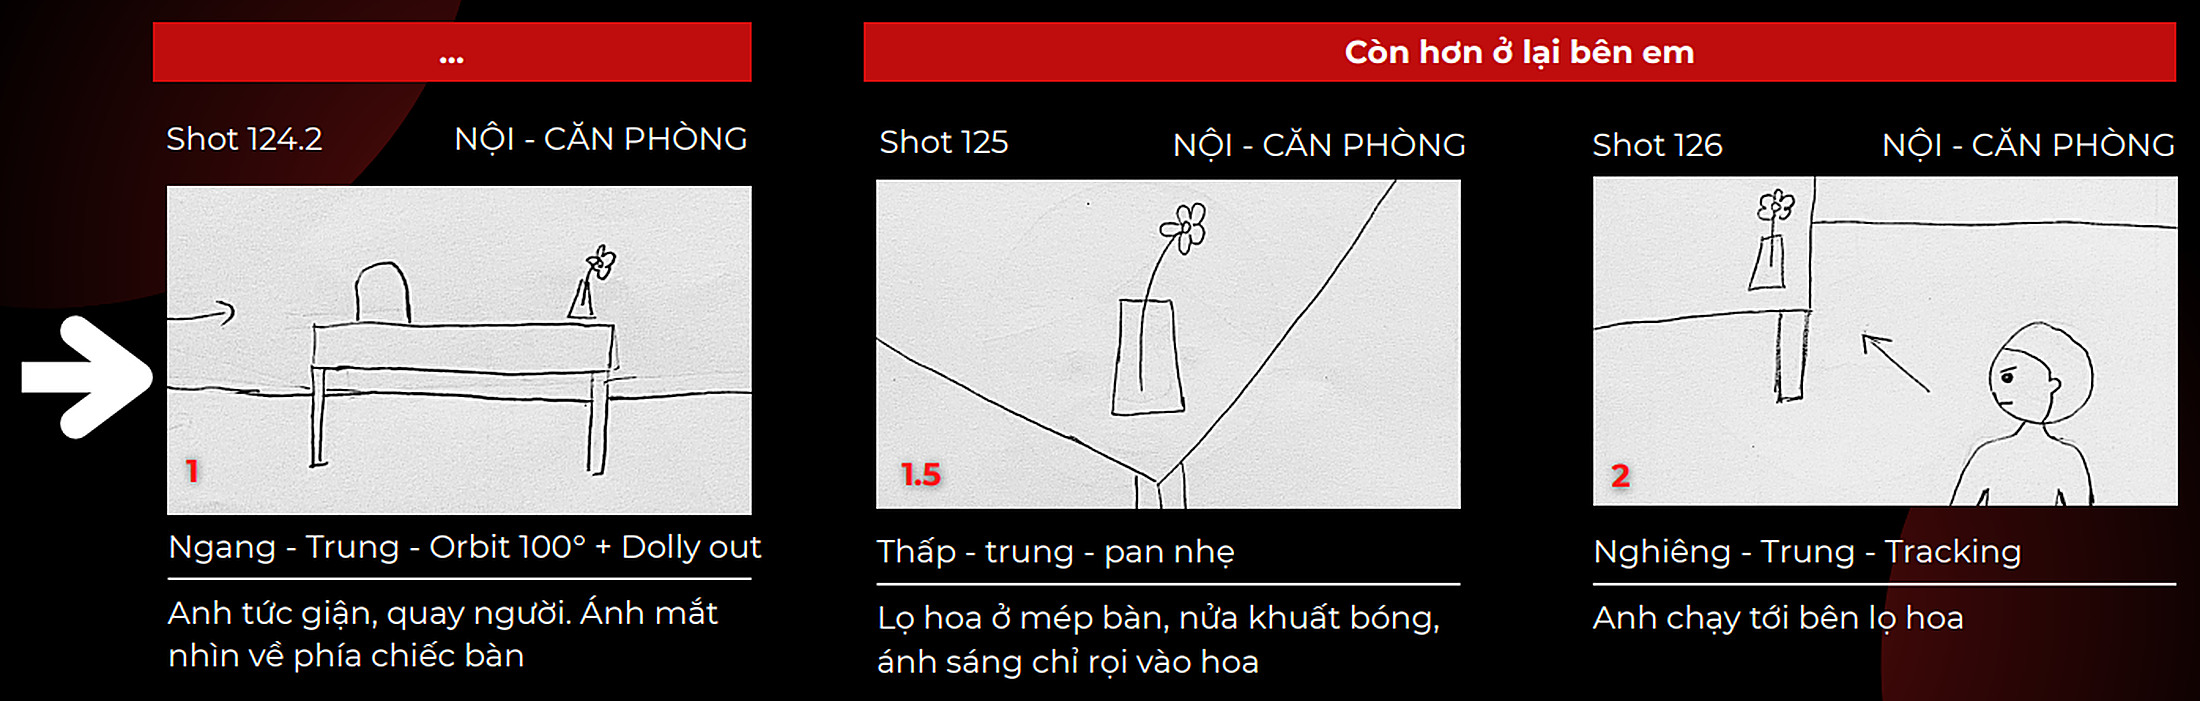 ...
Còn hơn ở lại bên em
Shot 124.2
NỘI - CĂN PHÒNG
1
Ngang - Trung - Orbit 100° + Dolly out
Anh tức giận, quay người. Ánh mắt
nhìn về phía chiếc bàn
Shot 125
NỘI - CĂN PHÒNG
1.5
Thấp - trung - pan nhẹ
Lọ hoa ở mép bàn, nửa khuất bóng,
ánh sáng chỉ rọi vào hoa
Shot 126
NỘI - CĂN PHÒNG
2
Nghiêng - Trung - Tracking
Anh chạy tới bên lọ hoa